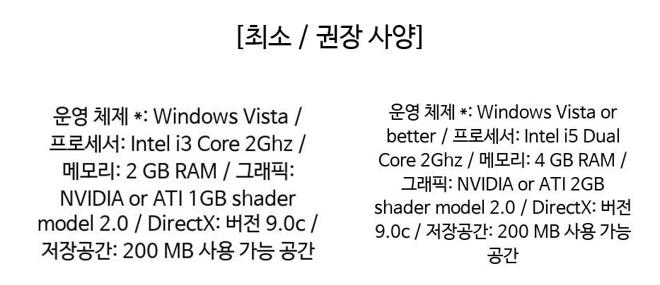 [최소 / 권장 사양]
운영 체제 *: Windows Vista /
프로세서: Intel i3 Core 2Ghz /
메모리: 2 GB RAM / 그래픽:
NVIDIA or ATI 1GB shader
model 2.0 / DirectX: 버전 9.0c /
저장공간: 200 MB 사용 가능 공간
운영 체제 *: Windows Vista or
better / 프로세서: Intel i5 Dual
Core 2Ghz / 메모리: 4 GB RAM /
그래픽: NVIDIA or ATI 2GB
shader model 2.0 / DirectX: 버전
9.0c / 저장공간: 200 MB 사용 가능
공간